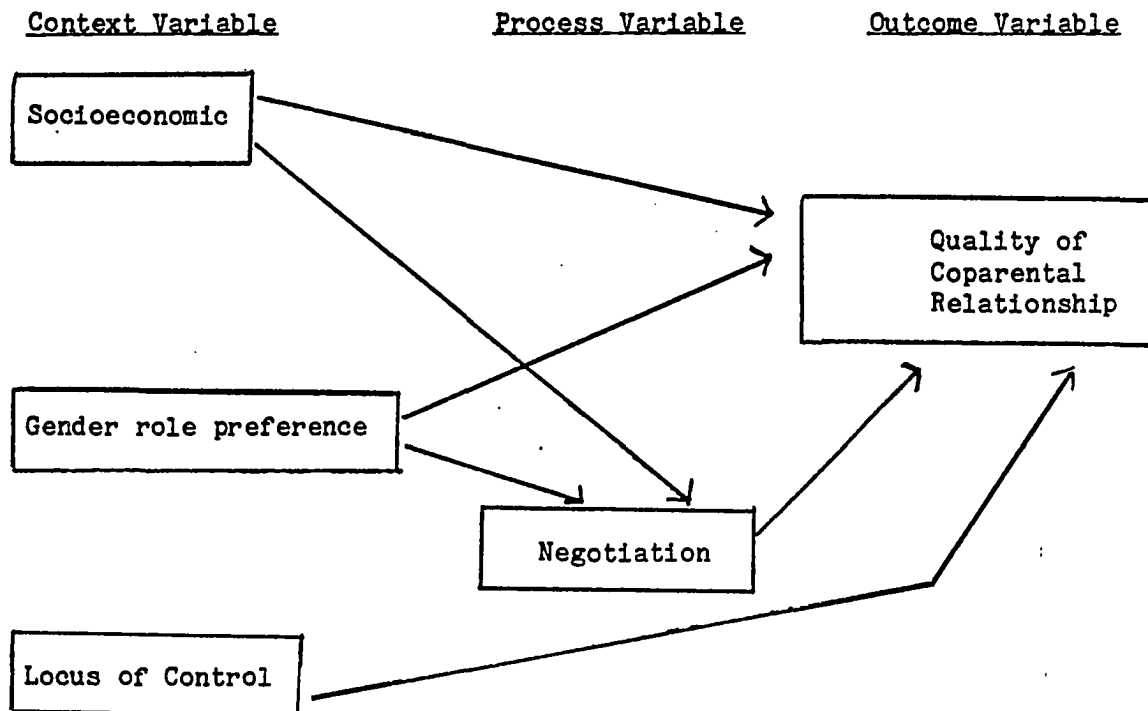 Context Variable Process Variable Outcome Variable
Socioeconomic
Quality of
Coparental
Relationship
Gender role preference
Negotiation
Locus of Control